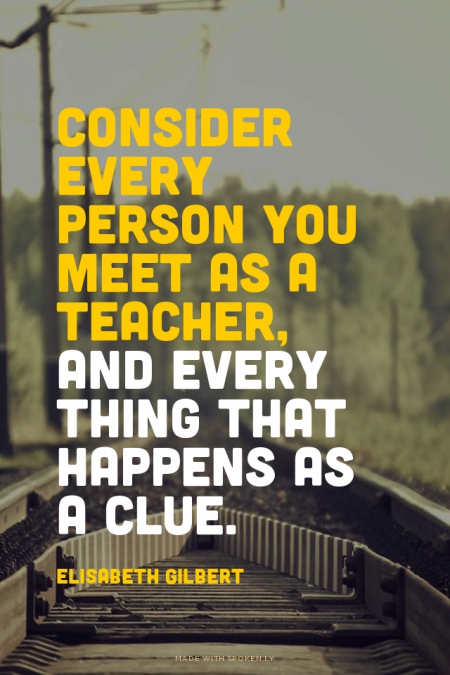 CONSIDER
EVERY
PERSON YOU
MEET AS A
TEACHER,
AND EVERY
THING THAT
HAPPENS AS
A CLUE.
ELISABETH GILBERT
MADE WITH SPOKEN.LY